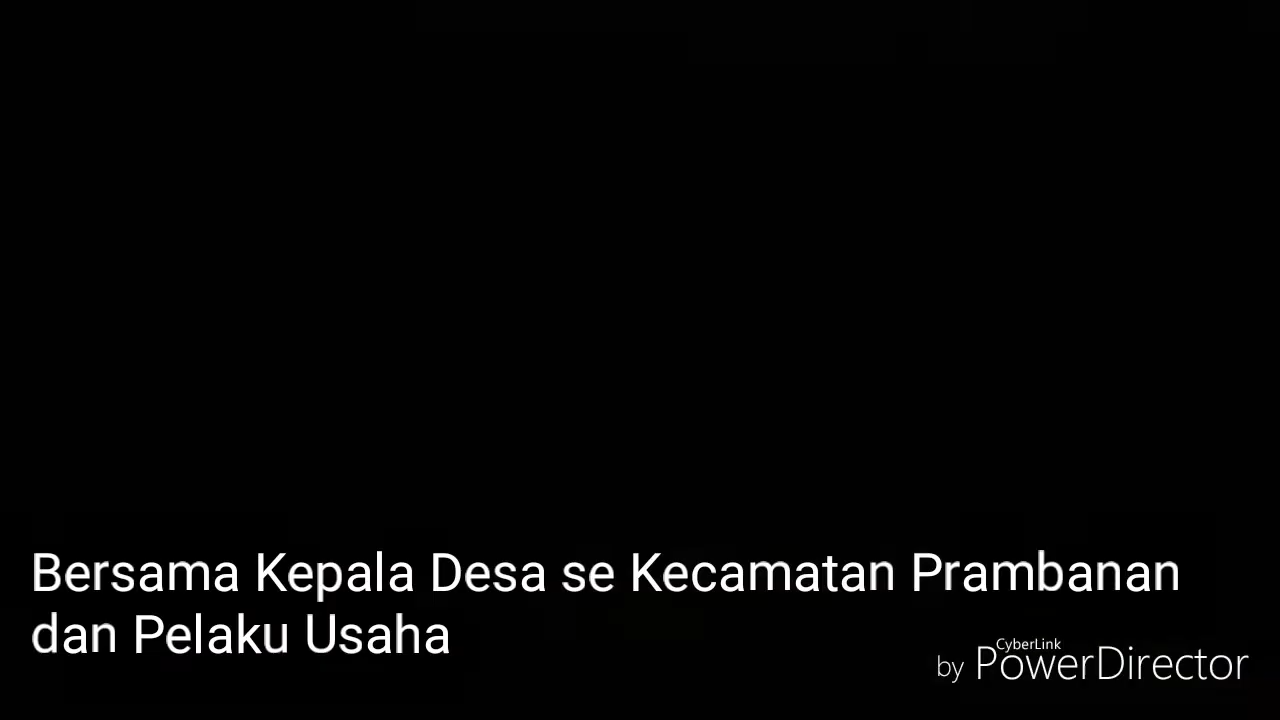 Bersama Kepala Desa se Kecamatan Prambanan
dan Pelaku Usaha
CyberLink
by PowerDirector